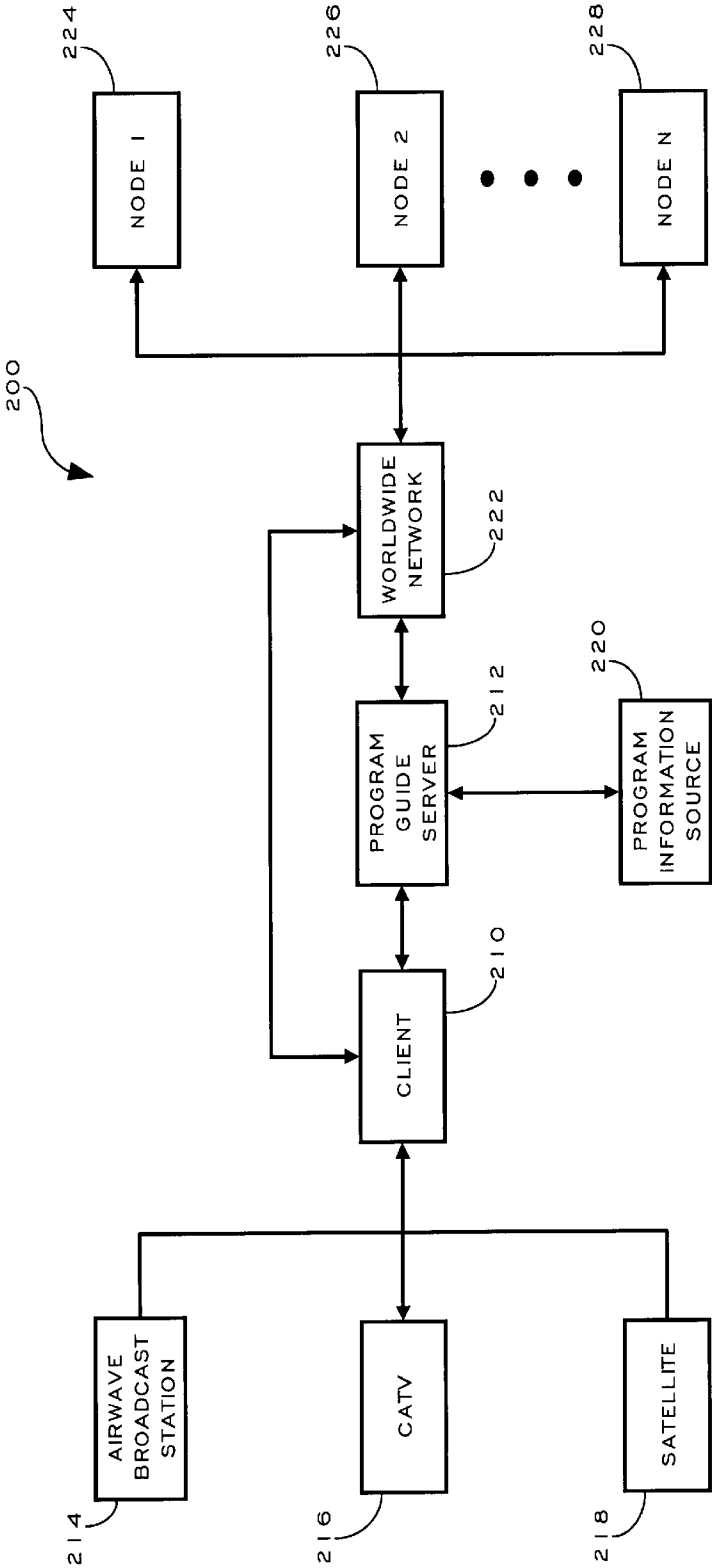 200
AIRWAVE
BROADCAST
STATION
214
CATV
216
SATELLITE
218
CLIENT
210
PROGRAM
GUIDE
SERVER
212
PROGRAM
INFORMATION
SOURCE
220
WORLDWIDE
NETWORK
222
NODE 1
224
NODE 2
226
NODE N
228